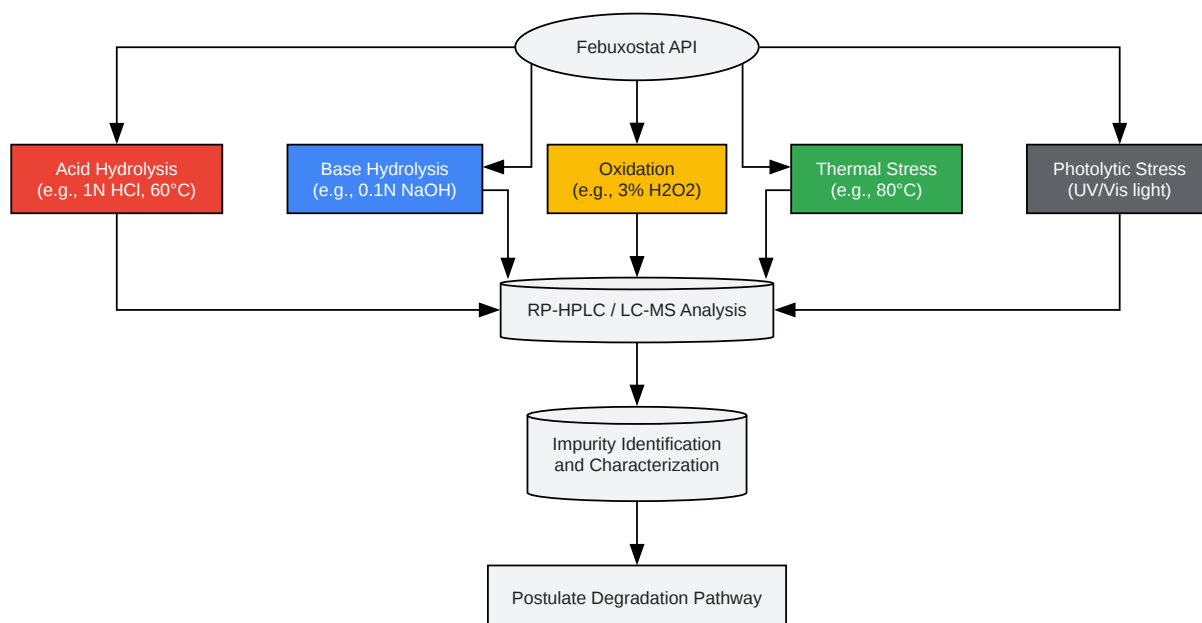 Febuxostat API
Acid Hydrolysis
(e.g., 1N HCl, 60°C)
Base Hydrolysis
(e.g., 0.1N NaOH)
Oxidation
(e.g., 3% H2O2)
Thermal Stress
(e.g., 80°C)
Photolytic Stress
(UV/Vis light)
RP-HPLC / LC-MS Analysis
Impurity Identification
and Characterization
Postulate Degradation Pathway